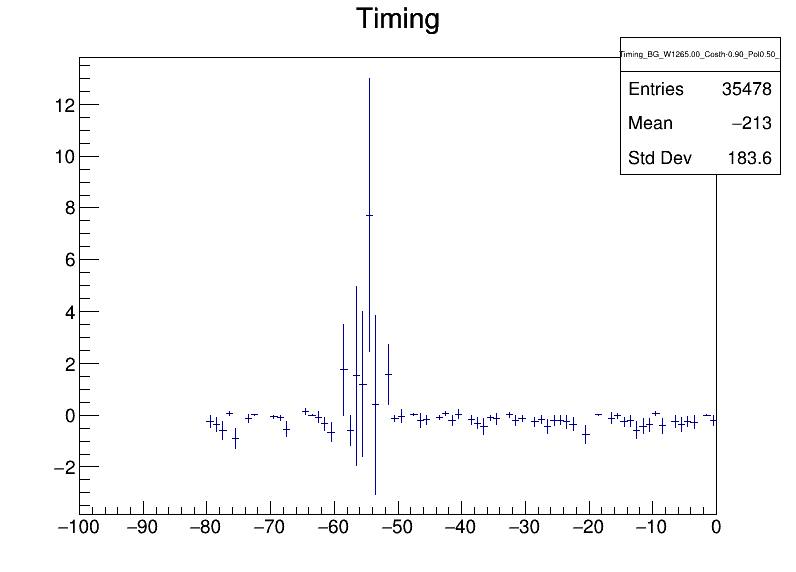 Timing
Timing_BG_W1265.00_Costh-0.90_Pol0.50_
Entries 35478
Mean −213
Std Dev 183.6
12
10
8
6
4
2
0
−2
−100 −90 −80 −70 −60 −50 −40 −30 −20 −10 0